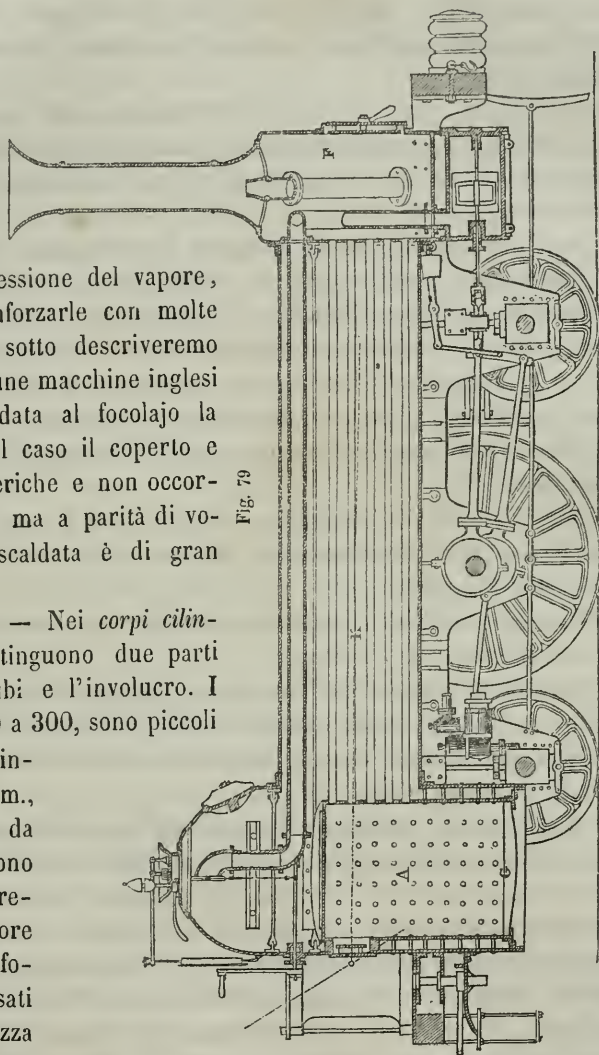 essione del vapore,
nforzarle con molte
sotto descriveremo
une macchine inglesi
data al focolajo la
l caso il coperto e
eriche e non occor-
ma a parità di vo-
scaldata è di gran
— Nei corpi cilin-
tinguono due parti
ubi e l'involucro. I
a 300, sono piccoli
in-
m.,
da
ono
re-
ore
fo-
sati
zza
Fig. 79
F
A